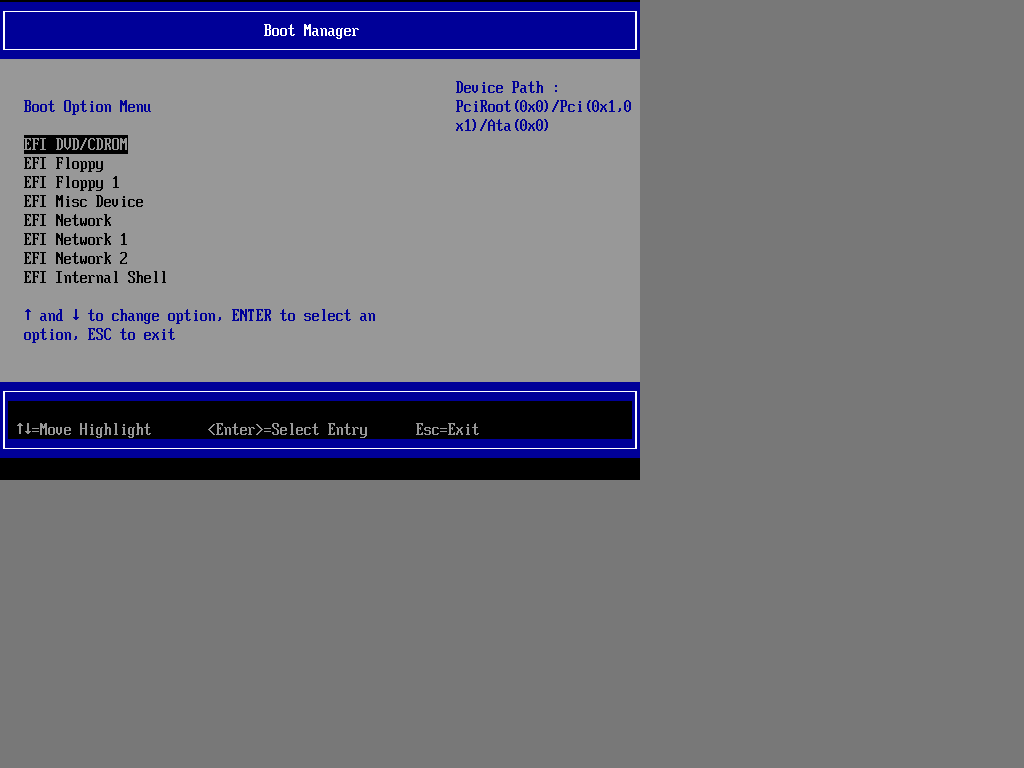 Boot Manager
Device Path :
Boot Option Menu
PciRoot(0x0)/Pci(0x1,0
x1)/Ata(0x0)
EFI DVD/CDROM
EFI Floppy
EFI Floppy 1
EFI Misc Device
EFI Network
EFI Network 1
EFI Network 2
EFI Internal Shell
↑ and ↓ to change option, ENTER to select an
option, ESC to exit
↑↓=Move Highlight <Enter>=Select Entry Esc=Exit